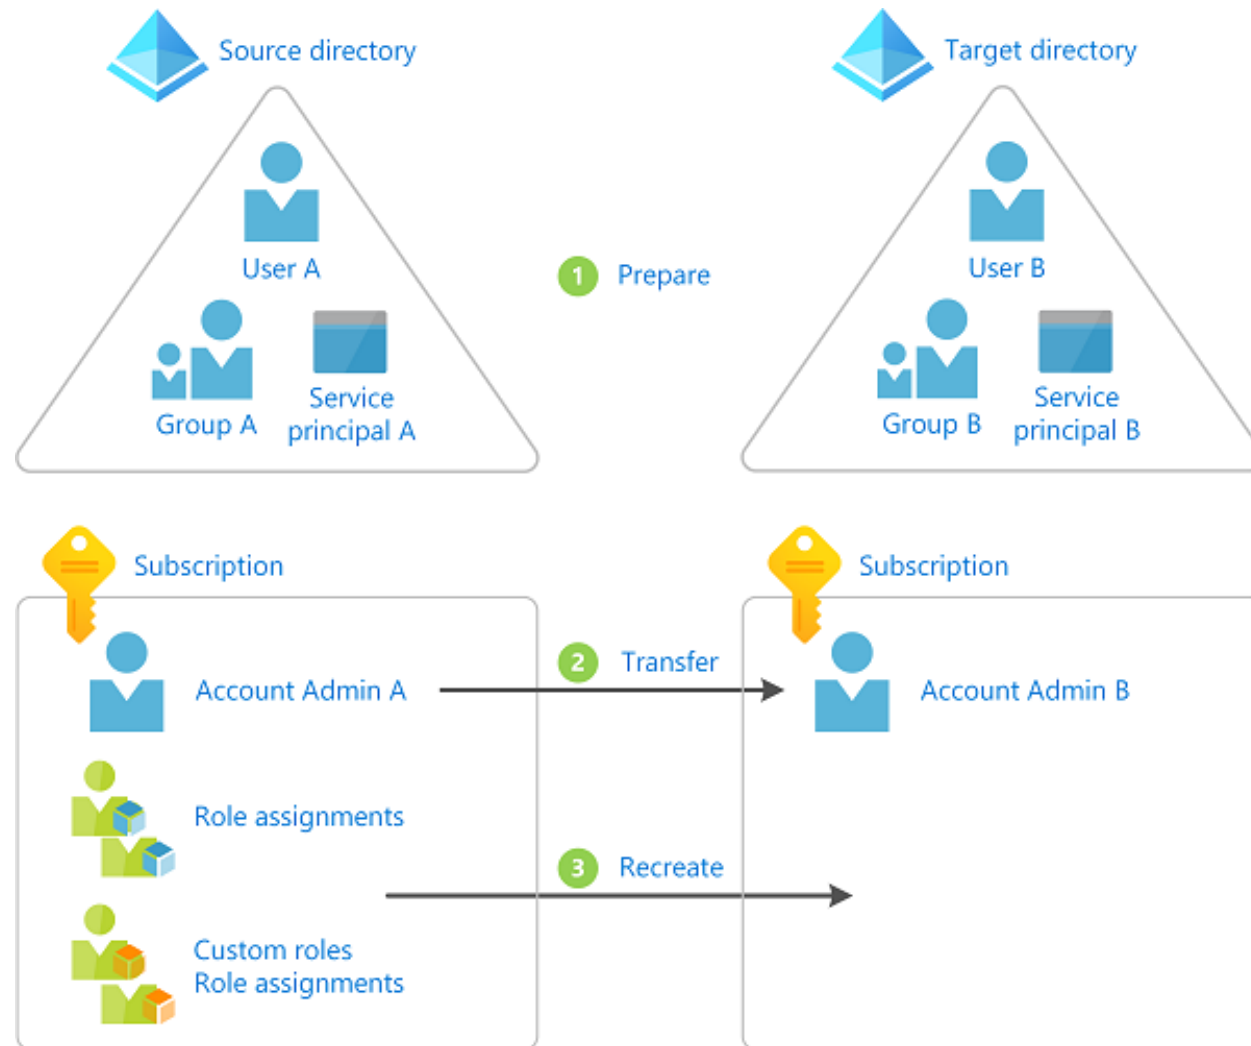 Source directory
Target directory
User A
User B
1 Prepare
Group A
Service
principal A
Group B
Service
principal B
Subscription
Subscription
2 Transfer
Account Admin A
Account Admin B
Role assignments
3 Recreate
Custom roles
Role assignments